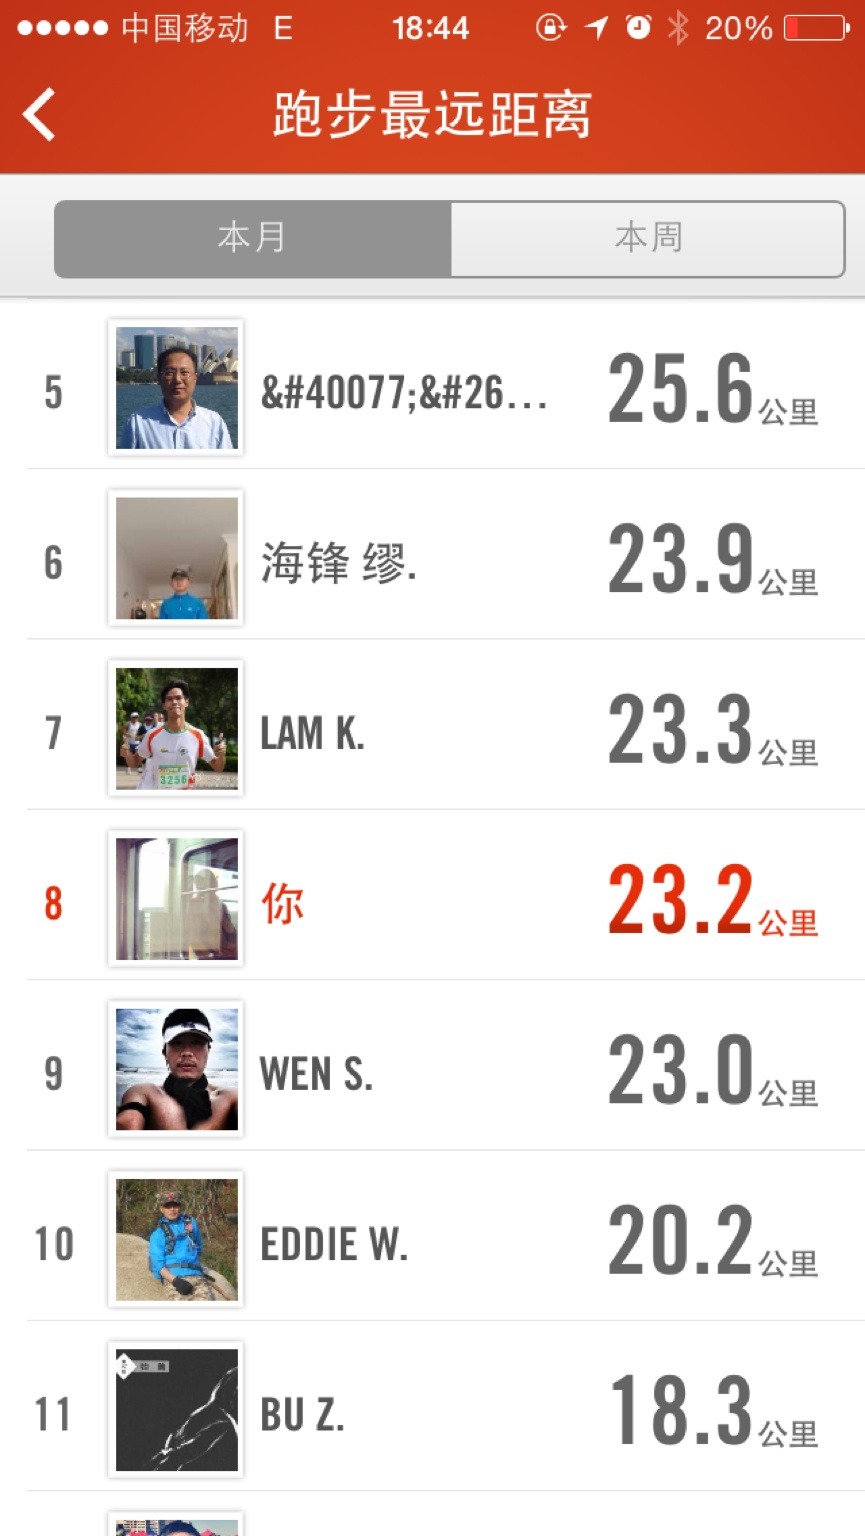 中国移动 E 18:44 20%
跑步最远距离
本月 本周
5 &#40077;&#26... 25.6公里
6 海锋 缪. 23.9公里
3256
7 LAM K. 23.3公里
8 你 23.2公里
9 WEN S. 23.0公里
10 EDDIE W. 20.2公里
11 BU Z. 18.3公里